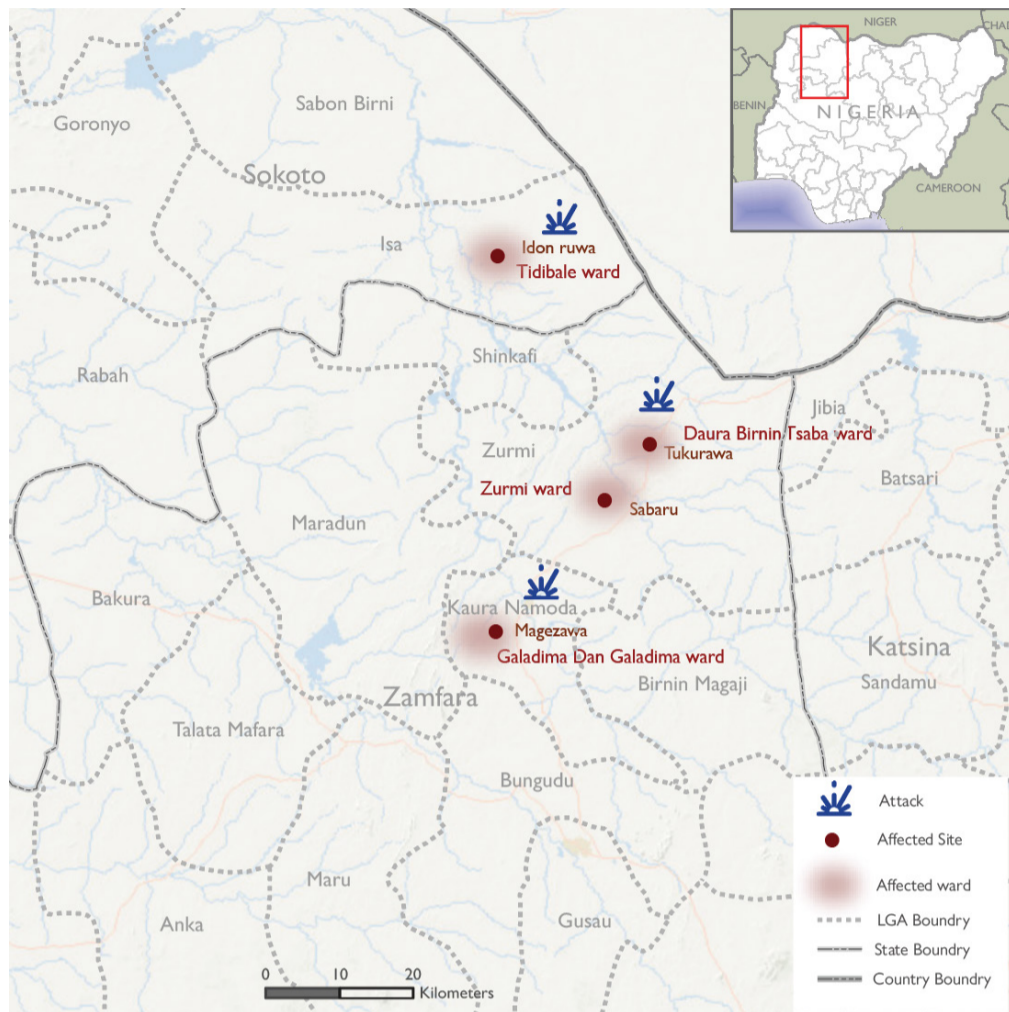 NIGER
CHAD
BENIN
NIGERIA
CAMEROON
Sabon Birni
Goronyo
Sokoto
Isa
Idon ruwa
Tidibale ward
Shinkafi
Rabah
Jibia
Daura Birnin Tsaba ward
Tukurawa
Zurmi
Batsari
Zurmi ward
Sabaru
Maradun
Bakura
Kaura Namoda
Magezawa
Galadima Dan Galadima ward
Katsina
Sandamu
Birnin Magaji
Zamfara
Talata Mafara
Bungudu
Maru
Anka
Gusau
Attack
Affected Site
Affected ward
LGA Boundry
State Boundry
Country Boundry
0 10 20
Kilometers